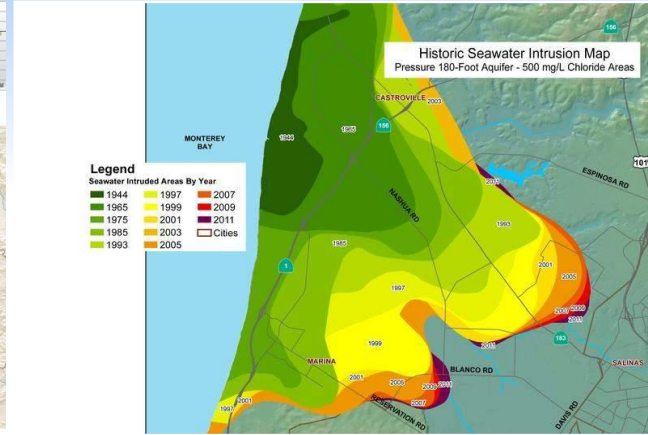 Historic Seawater Intrusion Map
Pressure 180-Foot Aquifer - 500 mg/L Chloride Areas
156
CASTROVILLE
2003
156
101
MONTEREY
BAY
1944
1965
Legend
Seawater Intruded Areas By Year
1944
1965
1975
1985
1993
1997
1999
2001
2003
2005
2007
2009
2011
Cities
ESPINOSA RD
2011
NASHUA RD
1993
1985
1
2001
2005
1997
2007
2009
2011
183
1999
2011
MARINA
SALINAS
BLANCO RD
2001
2005
2009
2011
2007
RESERVATION RD
DAVIS RD
2001
1997